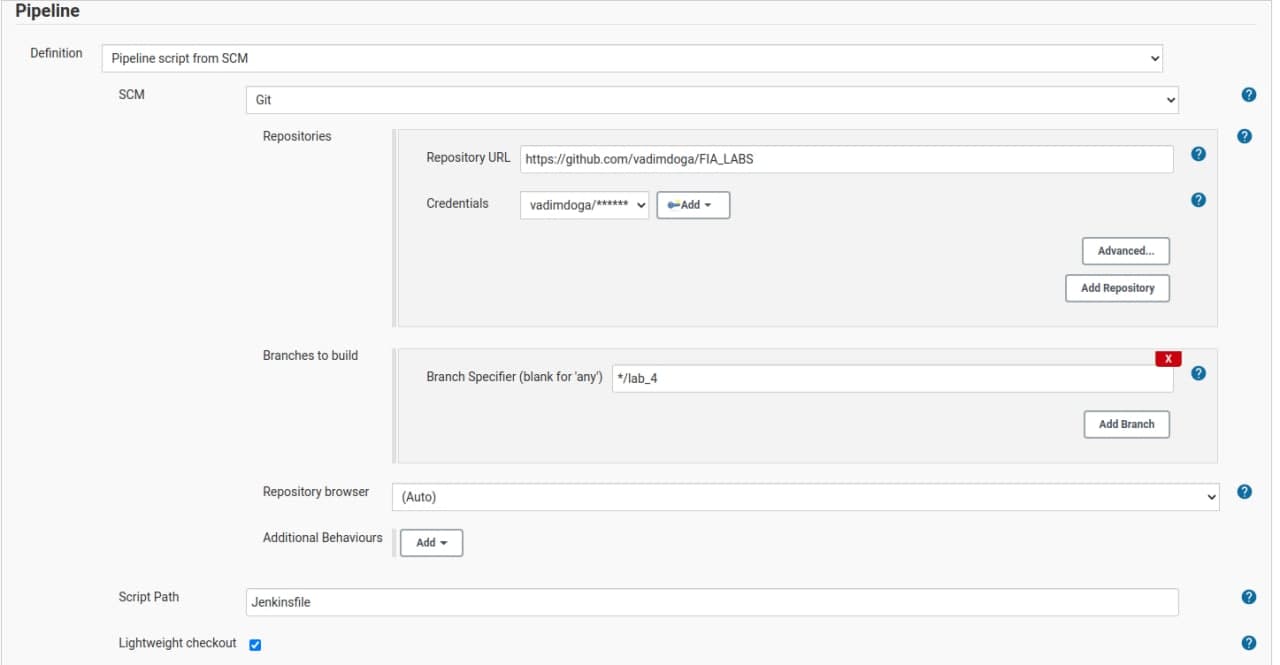 Pipeline
Definition
Pipeline script from SCM
SCM
Git
?
Repositories
?
Repository URL
https://github.com/vadimdoga/FIA_LABS
?
Credentials
vadimdoga/******
Add
?
Advanced...
Add Repository
Branches to build
X
Branch Specifier (blank for 'any')
*/lab_4
?
Add Branch
Repository browser
(Auto)
?
Additional Behaviours
Add
Script Path
Jenkinsfile
?
Lightweight checkout
?